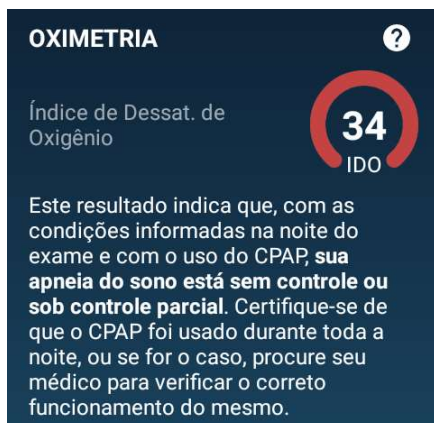 OXIMETRIA ?
Índice de Dessat. de
Oxigênio
34
IDO
Este resultado indica que, com as
condições informadas na noite do
exame e com o uso do CPAP, sua
apneia do sono está sem controle ou
sob controle parcial. Certifique-se de
que o CPAP foi usado durante toda a
noite, ou se for o caso, procure seu
médico para verificar o correto
funcionamento do mesmo.